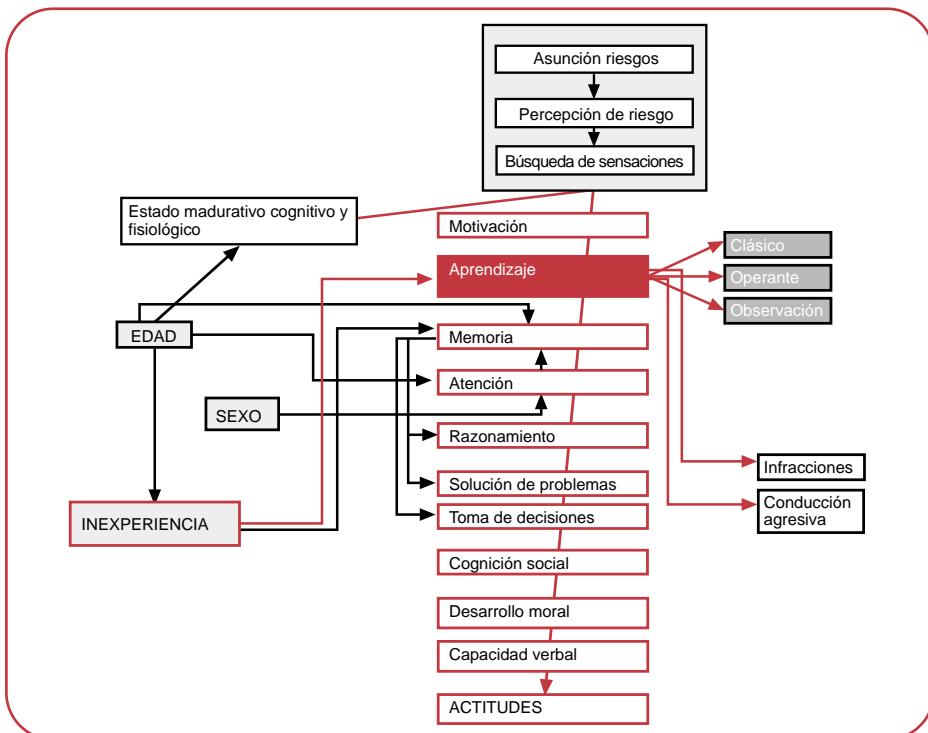 Asunción riesgos
Percepción de riesgo
Búsqueda de sensaciones
Estado madurativo cognitivo y
fisiológico
Motivación
Aprendizaje
Clásico
Operante
Observación
EDAD
Memoria
Atención
SEXO
Razonamiento
Infracciones
Solución de problemas
INEXPERIENCIA
Toma de decisiones
Conducción
agresiva
Cognición social
Desarrollo moral
Capacidad verbal
ACTITUDES